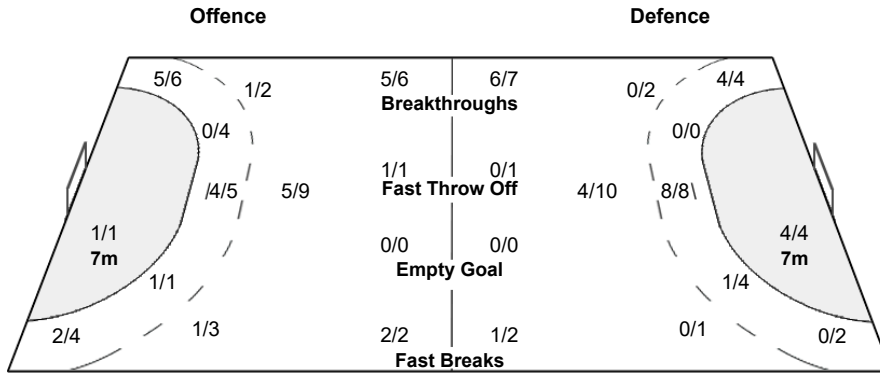 Offence Defence
5/6 1/2 5/6 6/7 0/2 4/4
Breakthroughs
0/4 0/0
1/1 0/1
4/5 5/9 Fast Throw Off 4/10 8/8
1/1 0/0 0/0 4/4
7m Empty Goal 7m
1/1 1/4
2/4 1/3 2/2 1/2 0/1 0/2
Fast Breaks